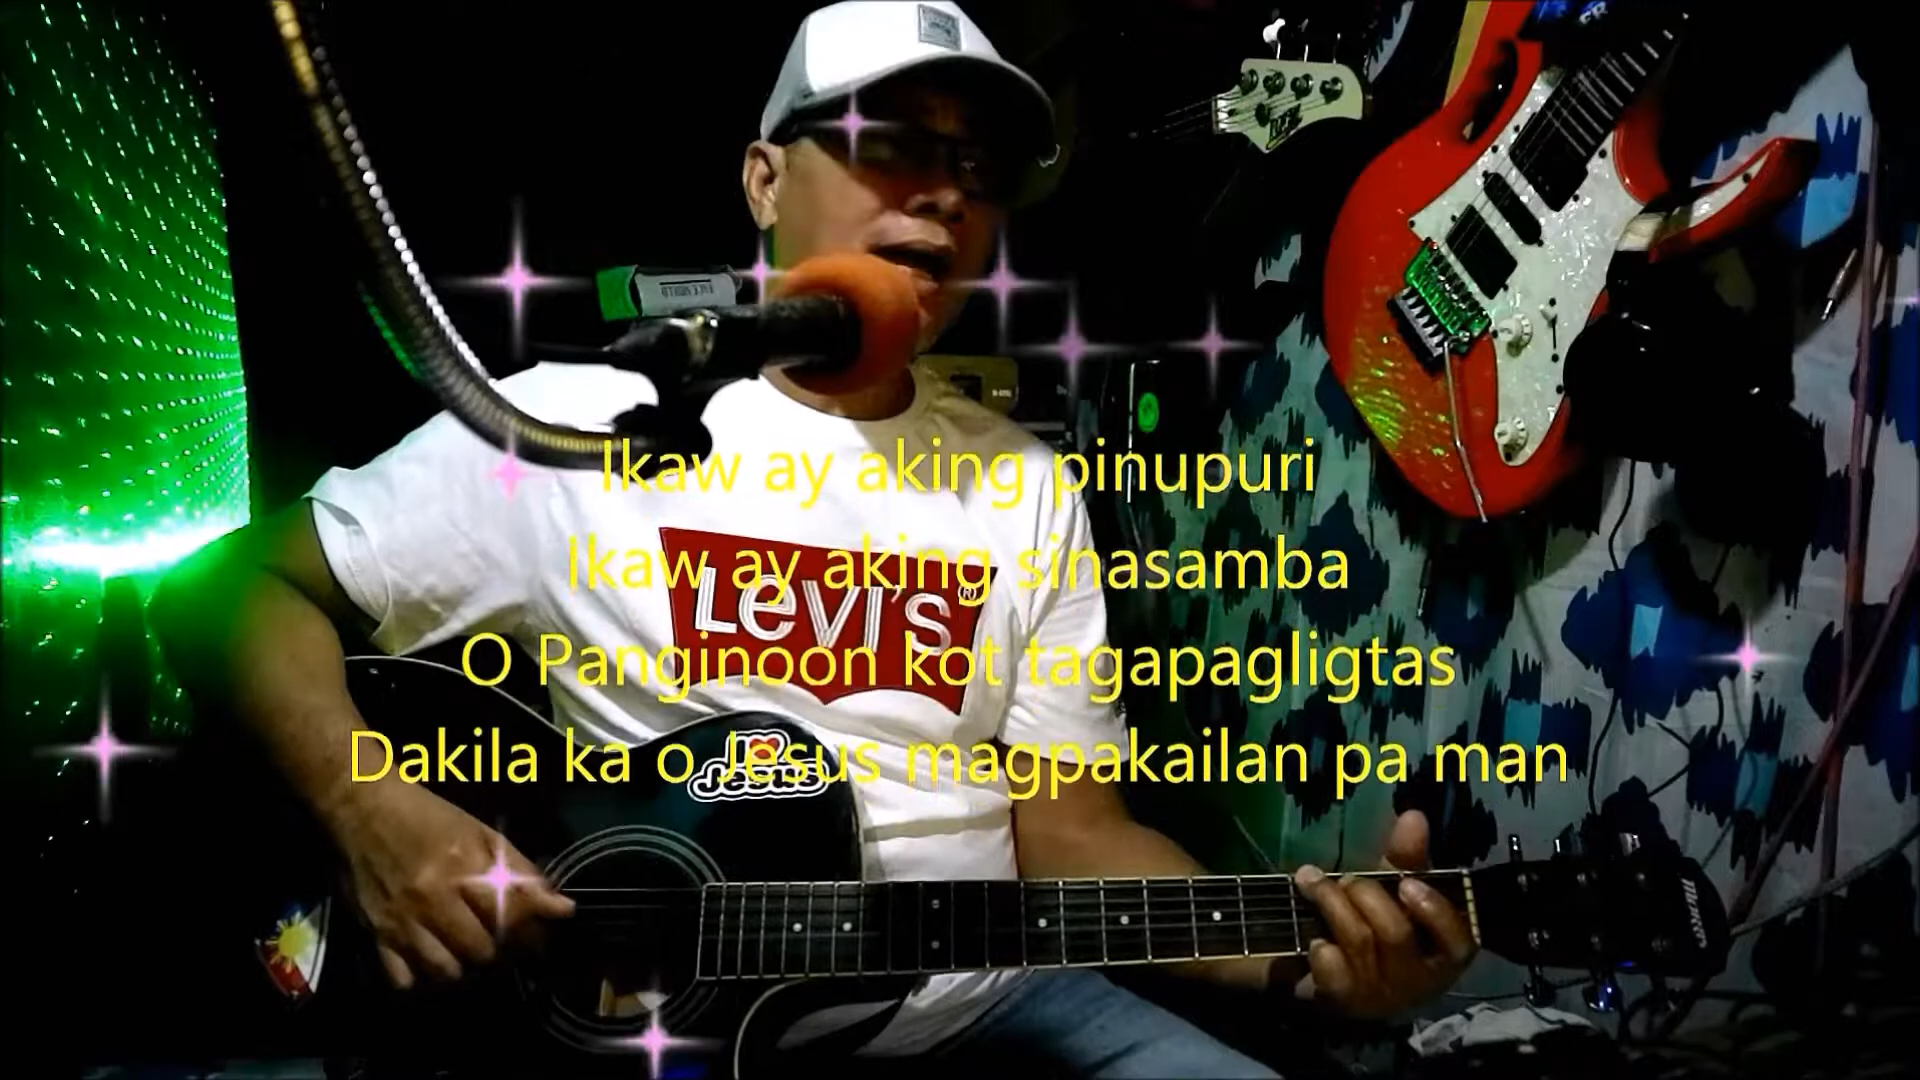 Ikaw ay aking pinupuri
Ikaw ay aking sinasamba
O Panginoon kot tagapagligtas
Dakila ka o Jesus magpakailan pa man
LEVI'S®
I
Jesus